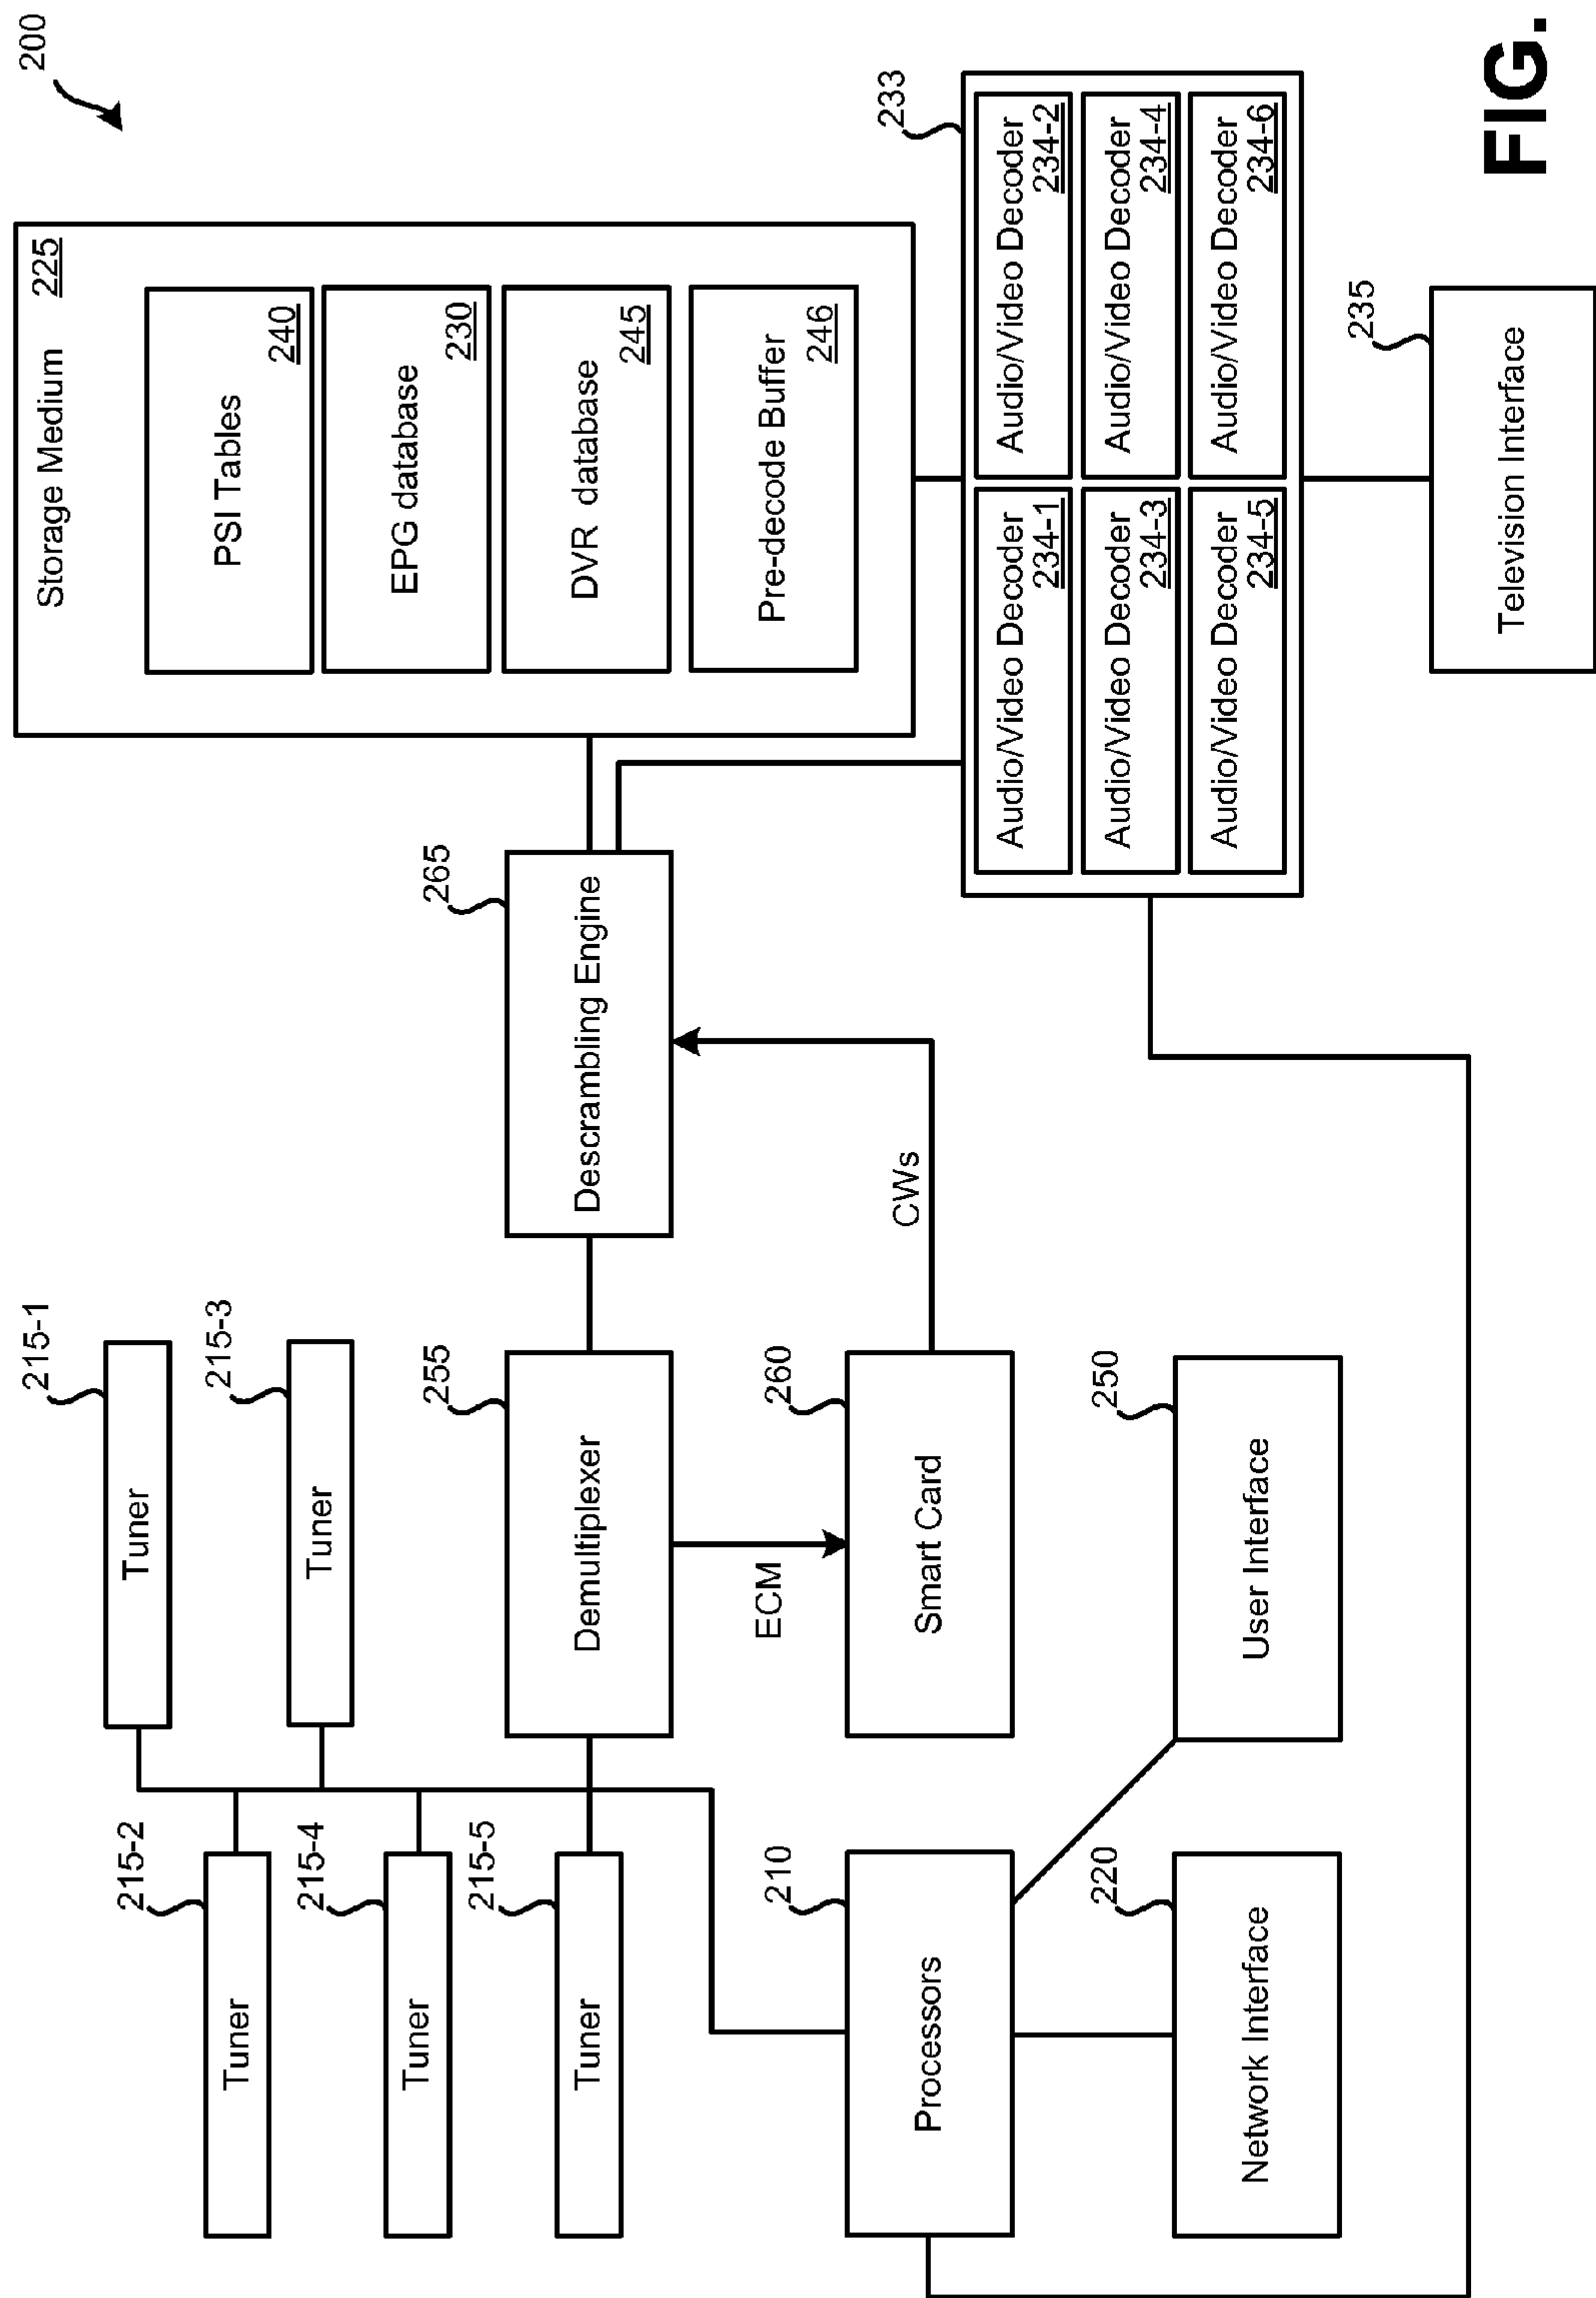 200
215-1
Tuner
215-2
Tuner
215-3
Tuner
215-4
Tuner
215-5
Tuner
255
Demultiplexer
265
Descrambling Engine
ECM
260
Smart Card
CWs
210
Processors
250
User Interface
220
Network Interface
Storage Medium 225
PSI Tables
240
EPG database
230
DVR database
245
Pre-decode Buffer
246
233
Audio/Video Decoder
234-1
Audio/Video Decoder
234-2
Audio/Video Decoder
234-3
Audio/Video Decoder
234-4
Audio/Video Decoder
234-5
Audio/Video Decoder
234-6
235
Television Interface
FIG.